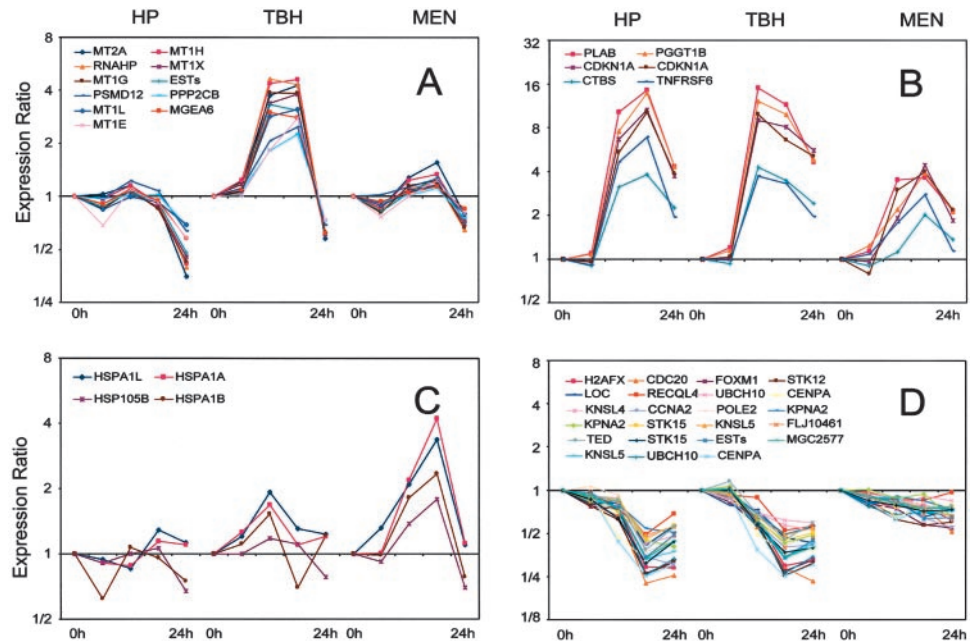 HP TBH MEN
HP TBH MEN
Expression Ratio
8
4
2
1
1/2
1/4
MT2A MT1H
RNAHP MT1X
MT1G ESTs
PSMD12 PPP2CB
MT1L MGEA6
MT1E
A
0h 24h 0h 24h 0h 24h
32
16
8
4
2
1
1/2
PLAB PGGT1B
CDKN1A CDKN1A
CTBS TNFRSF6
B
0h 24h 0h 24h 0h 24h
Expression Ratio
8
4
2
1
1/2
HSPA1L HSPA1A
HSP105B HSPA1B
C
0h 24h 0h 24h 0h 24h
8
4
2
1
1/2
1/4
1/8
H2AFX CDC20 FOXM1 STK12
LOC RECQL4 UBCH10 CENPA
KNSL4 CCNA2 POLE2 KPNA2
KPNA2 STK15 KNSL5 FLJ10461
TED STK15 ESTs MGC2577
KNSL5 UBCH10 CENPA
D
0h 24h 0h 24h 0h 24h